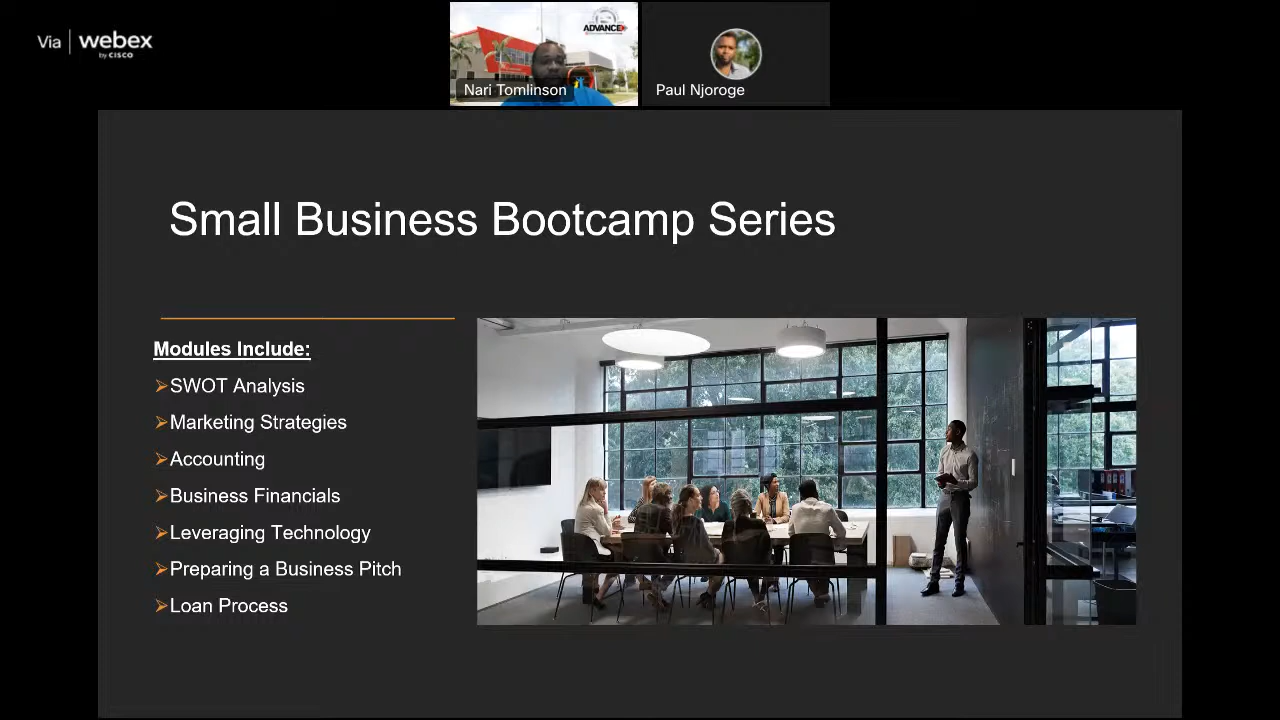 Via webex
by CISCO
ADVANCE
Nari Tomlinson
Paul Njoroge
Small Business Bootcamp Series
Modules Include:
SWOT Analysis
Marketing Strategies
Accounting
Business Financials
Leveraging Technology
Preparing a Business Pitch
Loan Process